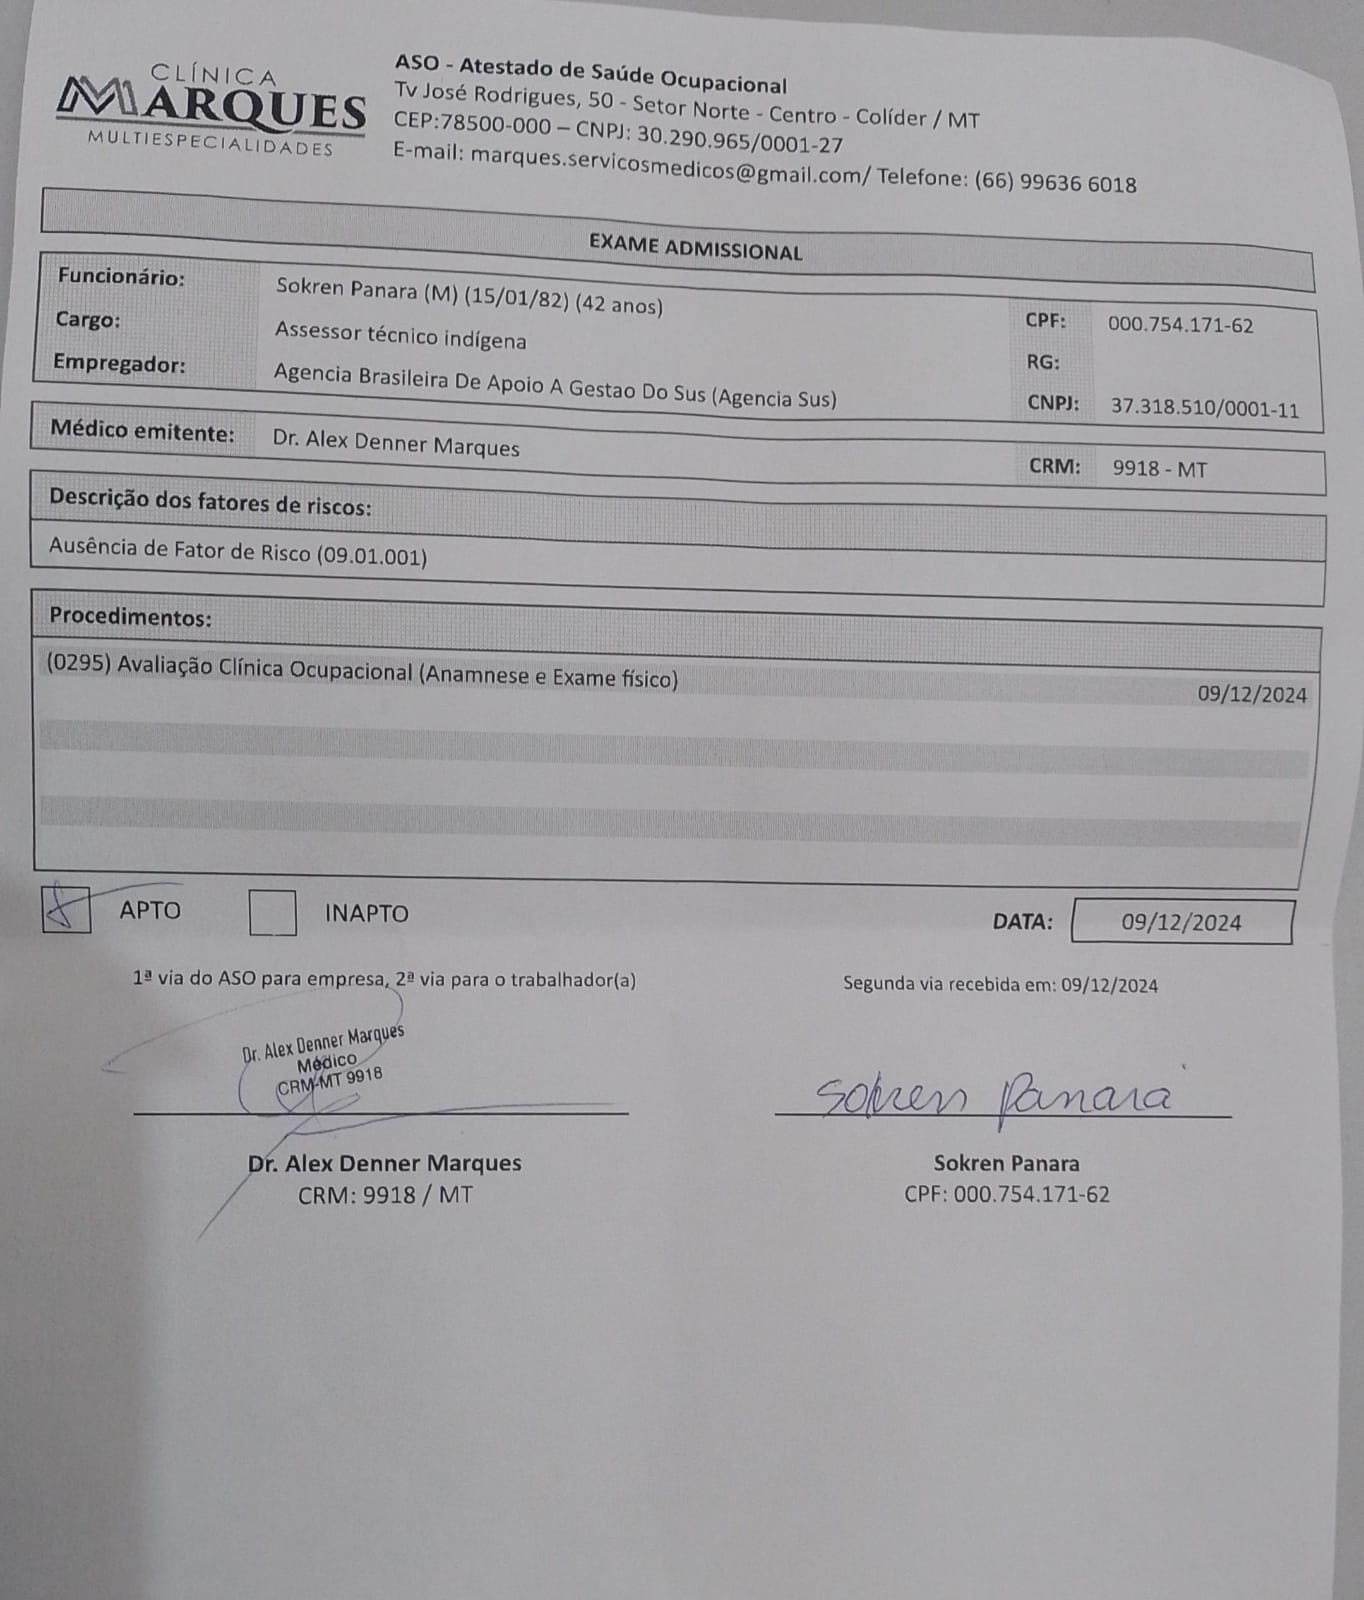 CLÍNICA
MARQUES
MULTIESPECIALIDADES
ASO - Atestado de Saúde Ocupacional
Tv José Rodrigues, 50 - Setor Norte - Centro - Colíder / MT
CEP:78500-000 – CNPJ: 30.290.965/0001-27
E-mail: marques.servicosmedicos@gmail.com/ Telefone: (66) 99636 6018
EXAME ADMISSIONAL
Funcionário: Sokren Panara (M) (15/01/82) (42 anos) CPF: 000.754.171-62
Cargo: Assessor técnico indígena RG:
Empregador: Agencia Brasileira De Apoio A Gestao Do Sus (Agencia Sus) CNPJ: 37.318.510/0001-11
Médico emitente: Dr. Alex Denner Marques CRM: 9918 - MT
Descrição dos fatores de riscos:
Ausência de Fator de Risco (09.01.001)
Procedimentos:
(0295) Avaliação Clínica Ocupacional (Anamnese e Exame físico) 09/12/2024
APTO INAPTO DATA: 09/12/2024
1ª via do ASO para empresa, 2ª via para o trabalhador(a) Segunda via recebida em: 09/12/2024
Dr. Alex Denner Marques
Médico
CRM-MT 9918
Sokren Panara
Dr. Alex Denner Marques Sokren Panara
CRM: 9918 / MT CPF: 000.754.171-62